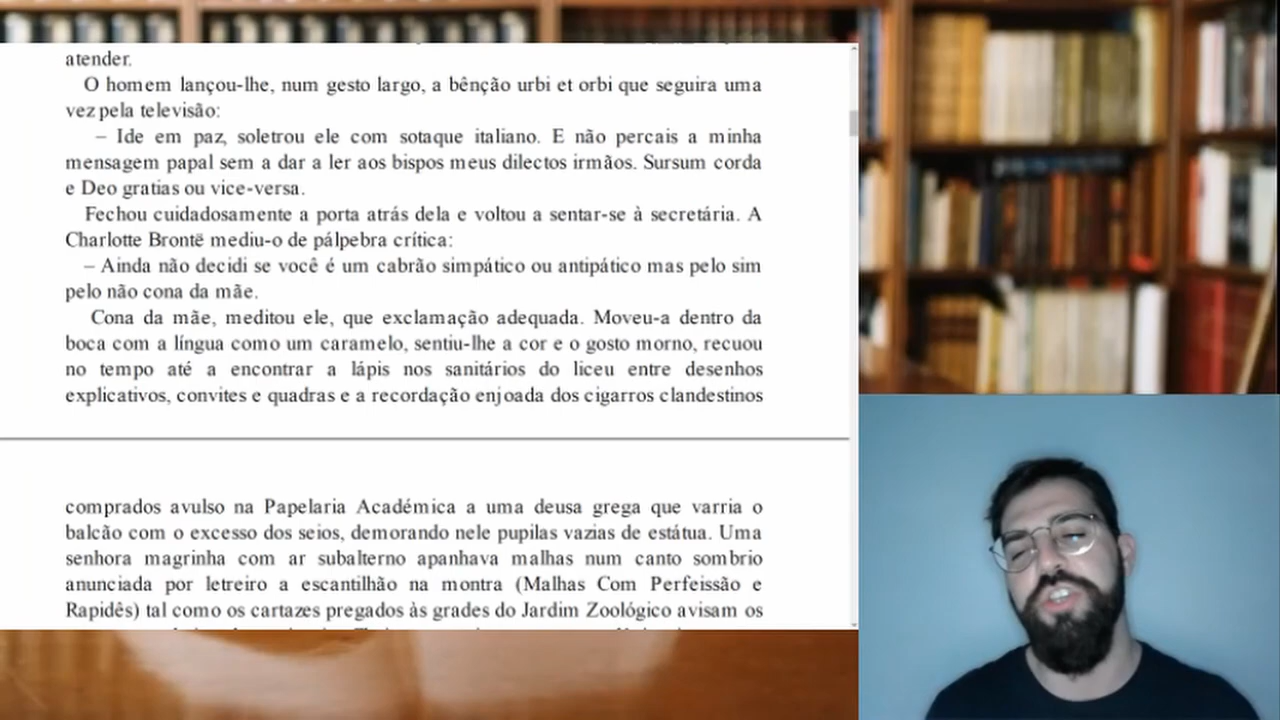 atender.
O homem lançou-lhe, num gesto largo, a bênção urbi et orbi que seguira uma
vez pela televisão:
– Ide em paz, soletrou ele com sotaque italiano. E não percais a minha
mensagem papal sem a dar a ler aos bispos meus dilectos irmãos. Sursum corda
e Deo gratias ou vice-versa.
Fechou cuidadosamente a porta atrás dela e voltou a sentar-se à secretária. A
Charlotte Brontë mediu-o de pálpebra crítica:
– Ainda não decidi se você é um cabrão simpático ou antipático mas pelo sim
pelo não cona da mãe.
Cona da mãe, meditou ele, que exclamação adequada. Moveu-a dentro da
boca com a língua como um caramelo, sentiu-lhe a cor e o gosto morno, recuou
no tempo até a encontrar a lápis nos sanitários do liceu entre desenhos
explicativos, convites e quadras e a recordação enjoada dos cigarros clandestinos
comprados avulso na Papelaria Académica a uma deusa grega que varria o
balcão com o excesso dos seios, demorando nele pupilas vazias de estátua. Uma
senhora magrinha com ar subalterno apanhava malhas num canto sombrio
anunciada por letreiro a escantilhão na montra (Malhas Com Perfeissão e
Rapidês) tal como os cartazes pregados às grades do Jardim Zoológico avisam os